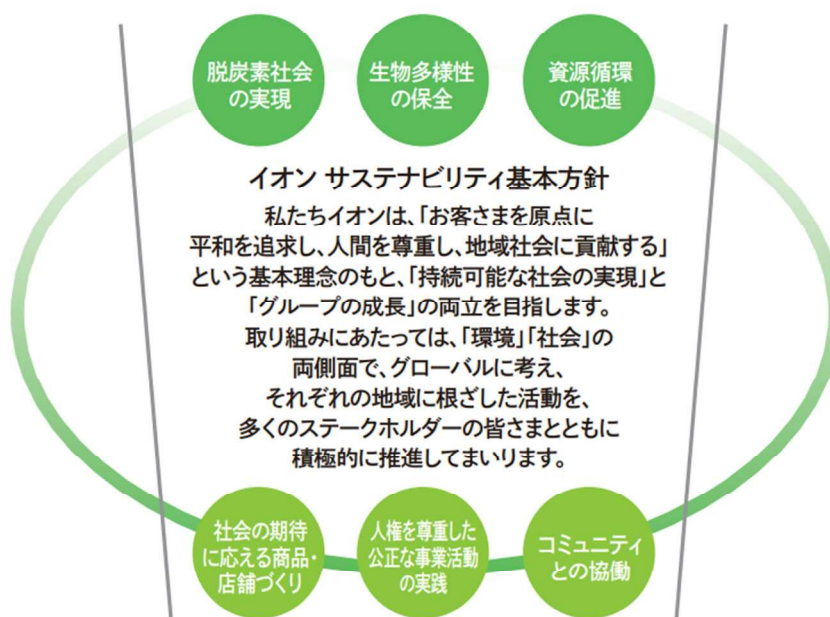 脱炭素社会
の実現
生物多様性
の保全
資源循環
の促進
イオン サステナビリティ基本方針
私たちイオンは、「お客さまを原点に
平和を追求し、人間を尊重し、地域社会に貢献する」
という基本理念のもと、「持続可能な社会の実現」と
「グループの成長」の両立を目指します。
取り組みにあたっては、「環境」「社会」の
両側面で、グローバルに考え、
それぞれの地域に根ざした活動を、
多くのステークホルダーの皆さまとともに
積極的に推進してまいります。
社会の期待
に応える商品・
店舗づくり
人権を尊重した
公正な事業活動
の実践
コミュニティ
との協働